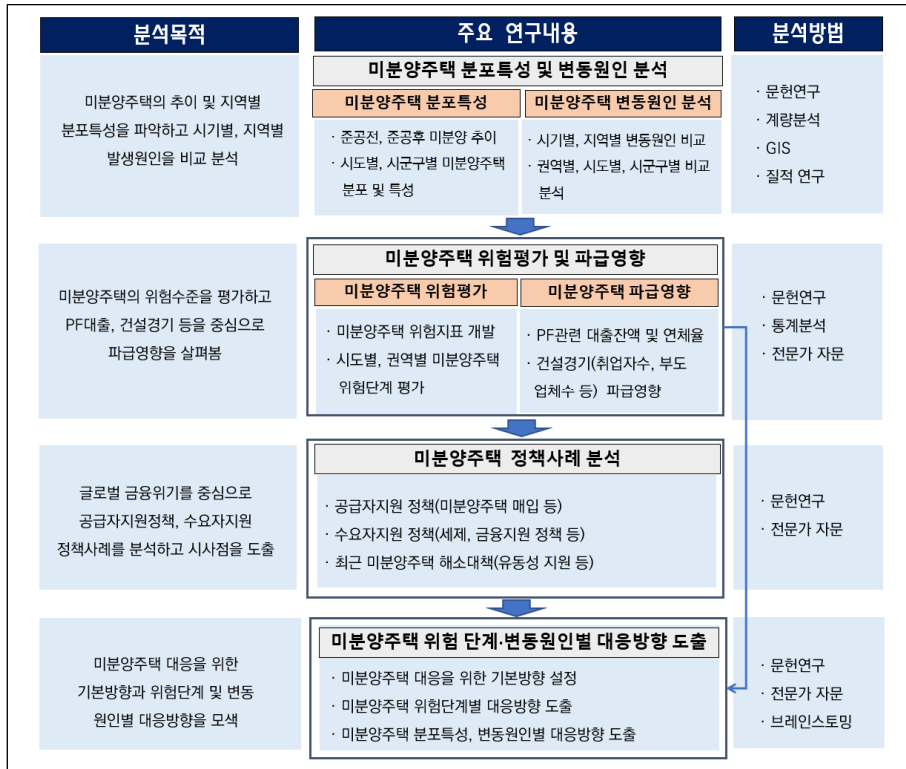 분석목적
주요 연구내용
분석방법
미분양주택의 추이 및 지역별
분포특성을 파악하고 시기별, 지역별
발생원인을 비교 분석
미분양주택 분포특성 및 변동원인 분석
미분양주택 분포특성
· 준공전, 준공후 미분양 추이
· 시도별, 시군구별 미분양주택
분포 및 특성
미분양주택 변동원인 분석
· 시기별, 지역별 변동원인 비교
· 권역별, 시도별, 시군구별 비교
분석
· 문헌연구
· 계량분석
· GIS
· 질적 연구
미분양주택의 위험수준을 평가하고
PF대출, 건설경기 등을 중심으로
파급영향을 살펴봄
미분양주택 위험평가 및 파급영향
미분양주택 위험평가
· 미분양주택 위험지표 개발
· 시도별, 권역별 미분양주택
위험단계 평가
미분양주택 파급영향
· PF관련 대출잔액 및 연체율
· 건설경기(취업자수, 부도
업체수 등) 파급영향
· 문헌연구
· 통계분석
· 전문가 자문
글로벌 금융위기를 중심으로
공급자지원정책, 수요자지원
정책사례를 분석하고 시사점을 도출
미분양주택 정책사례 분석
· 공급자지원 정책(미분양주택 매입 등)
· 수요자지원 정책(세제, 금융지원 정책 등)
· 최근 미분양주택 해소대책(유동성 지원 등)
· 문헌연구
· 전문가 자문
미분양주택 대응을 위한
기본방향과 위험단계 및 변동
원인별 대응방향을 모색
미분양주택 위험 단계·변동원인별 대응방향 도출
· 미분양주택 대응을 위한 기본방향 설정
· 미분양주택 위험단계별 대응방향 도출
· 미분양주택 분포특성, 변동원인별 대응방향 도출
· 문헌연구
· 전문가 자문
· 브레인스토밍